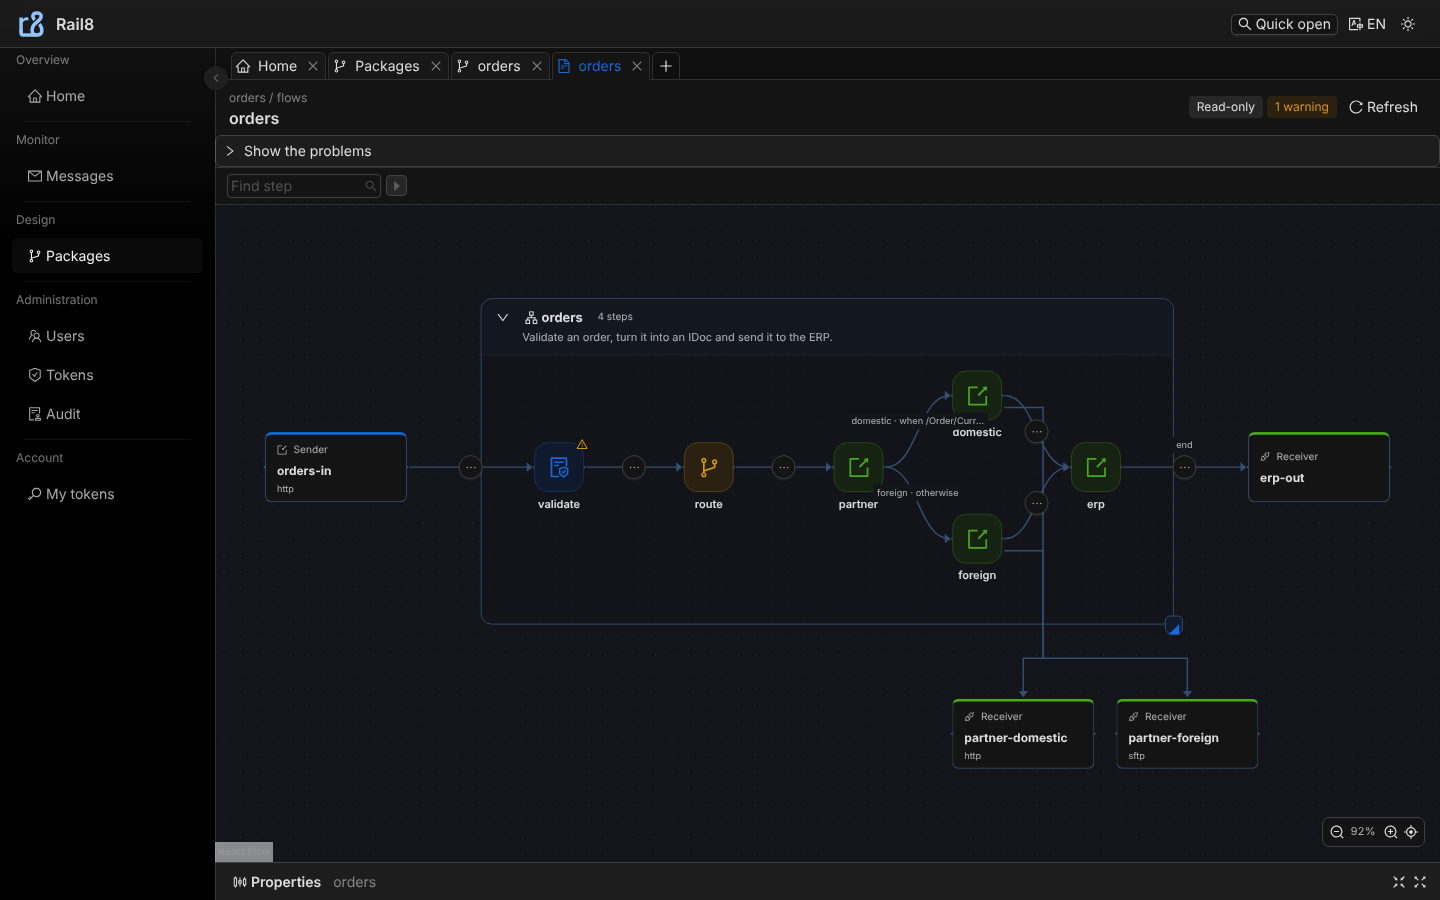 r8 Rail8
Quick open
EN
Overview
Home
Monitor
Messages
Design
Packages
Administration
Users
Tokens
Audit
Account
My tokens
Home
Packages
orders
orders
orders / flows
orders
Read-only
1 warning
Refresh
Show the problems
Find step
orders 4 steps
Validate an order, turn it into an IDoc and send it to the ERP.
Sender
orders-in
http
validate
route
partner
domestic · when /Order/Curr...
domestic
foreign · otherwise
foreign
erp
end
Receiver
erp-out
Receiver
partner-domestic
http
Receiver
partner-foreign
sftp
92%
React Flow
Properties orders